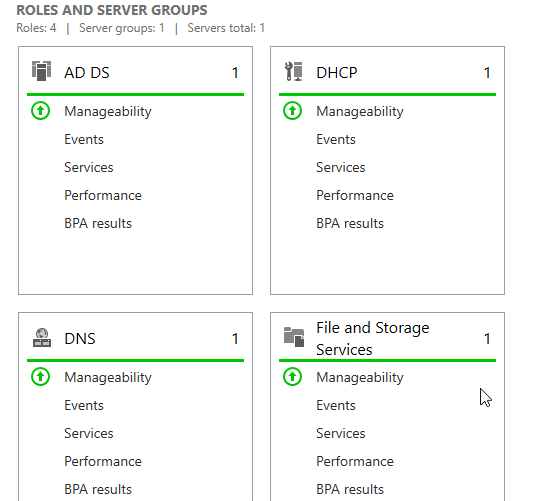 ROLES AND SERVER GROUPS
Roles: 4 | Server groups: 1 | Servers total: 1
AD DS 1
Manageability
Events
Services
Performance
BPA results
DHCP 1
Manageability
Events
Services
Performance
BPA results
DNS 1
Manageability
Events
Services
Performance
BPA results
File and Storage
Services 1
Manageability
Events
Services
Performance
BPA results